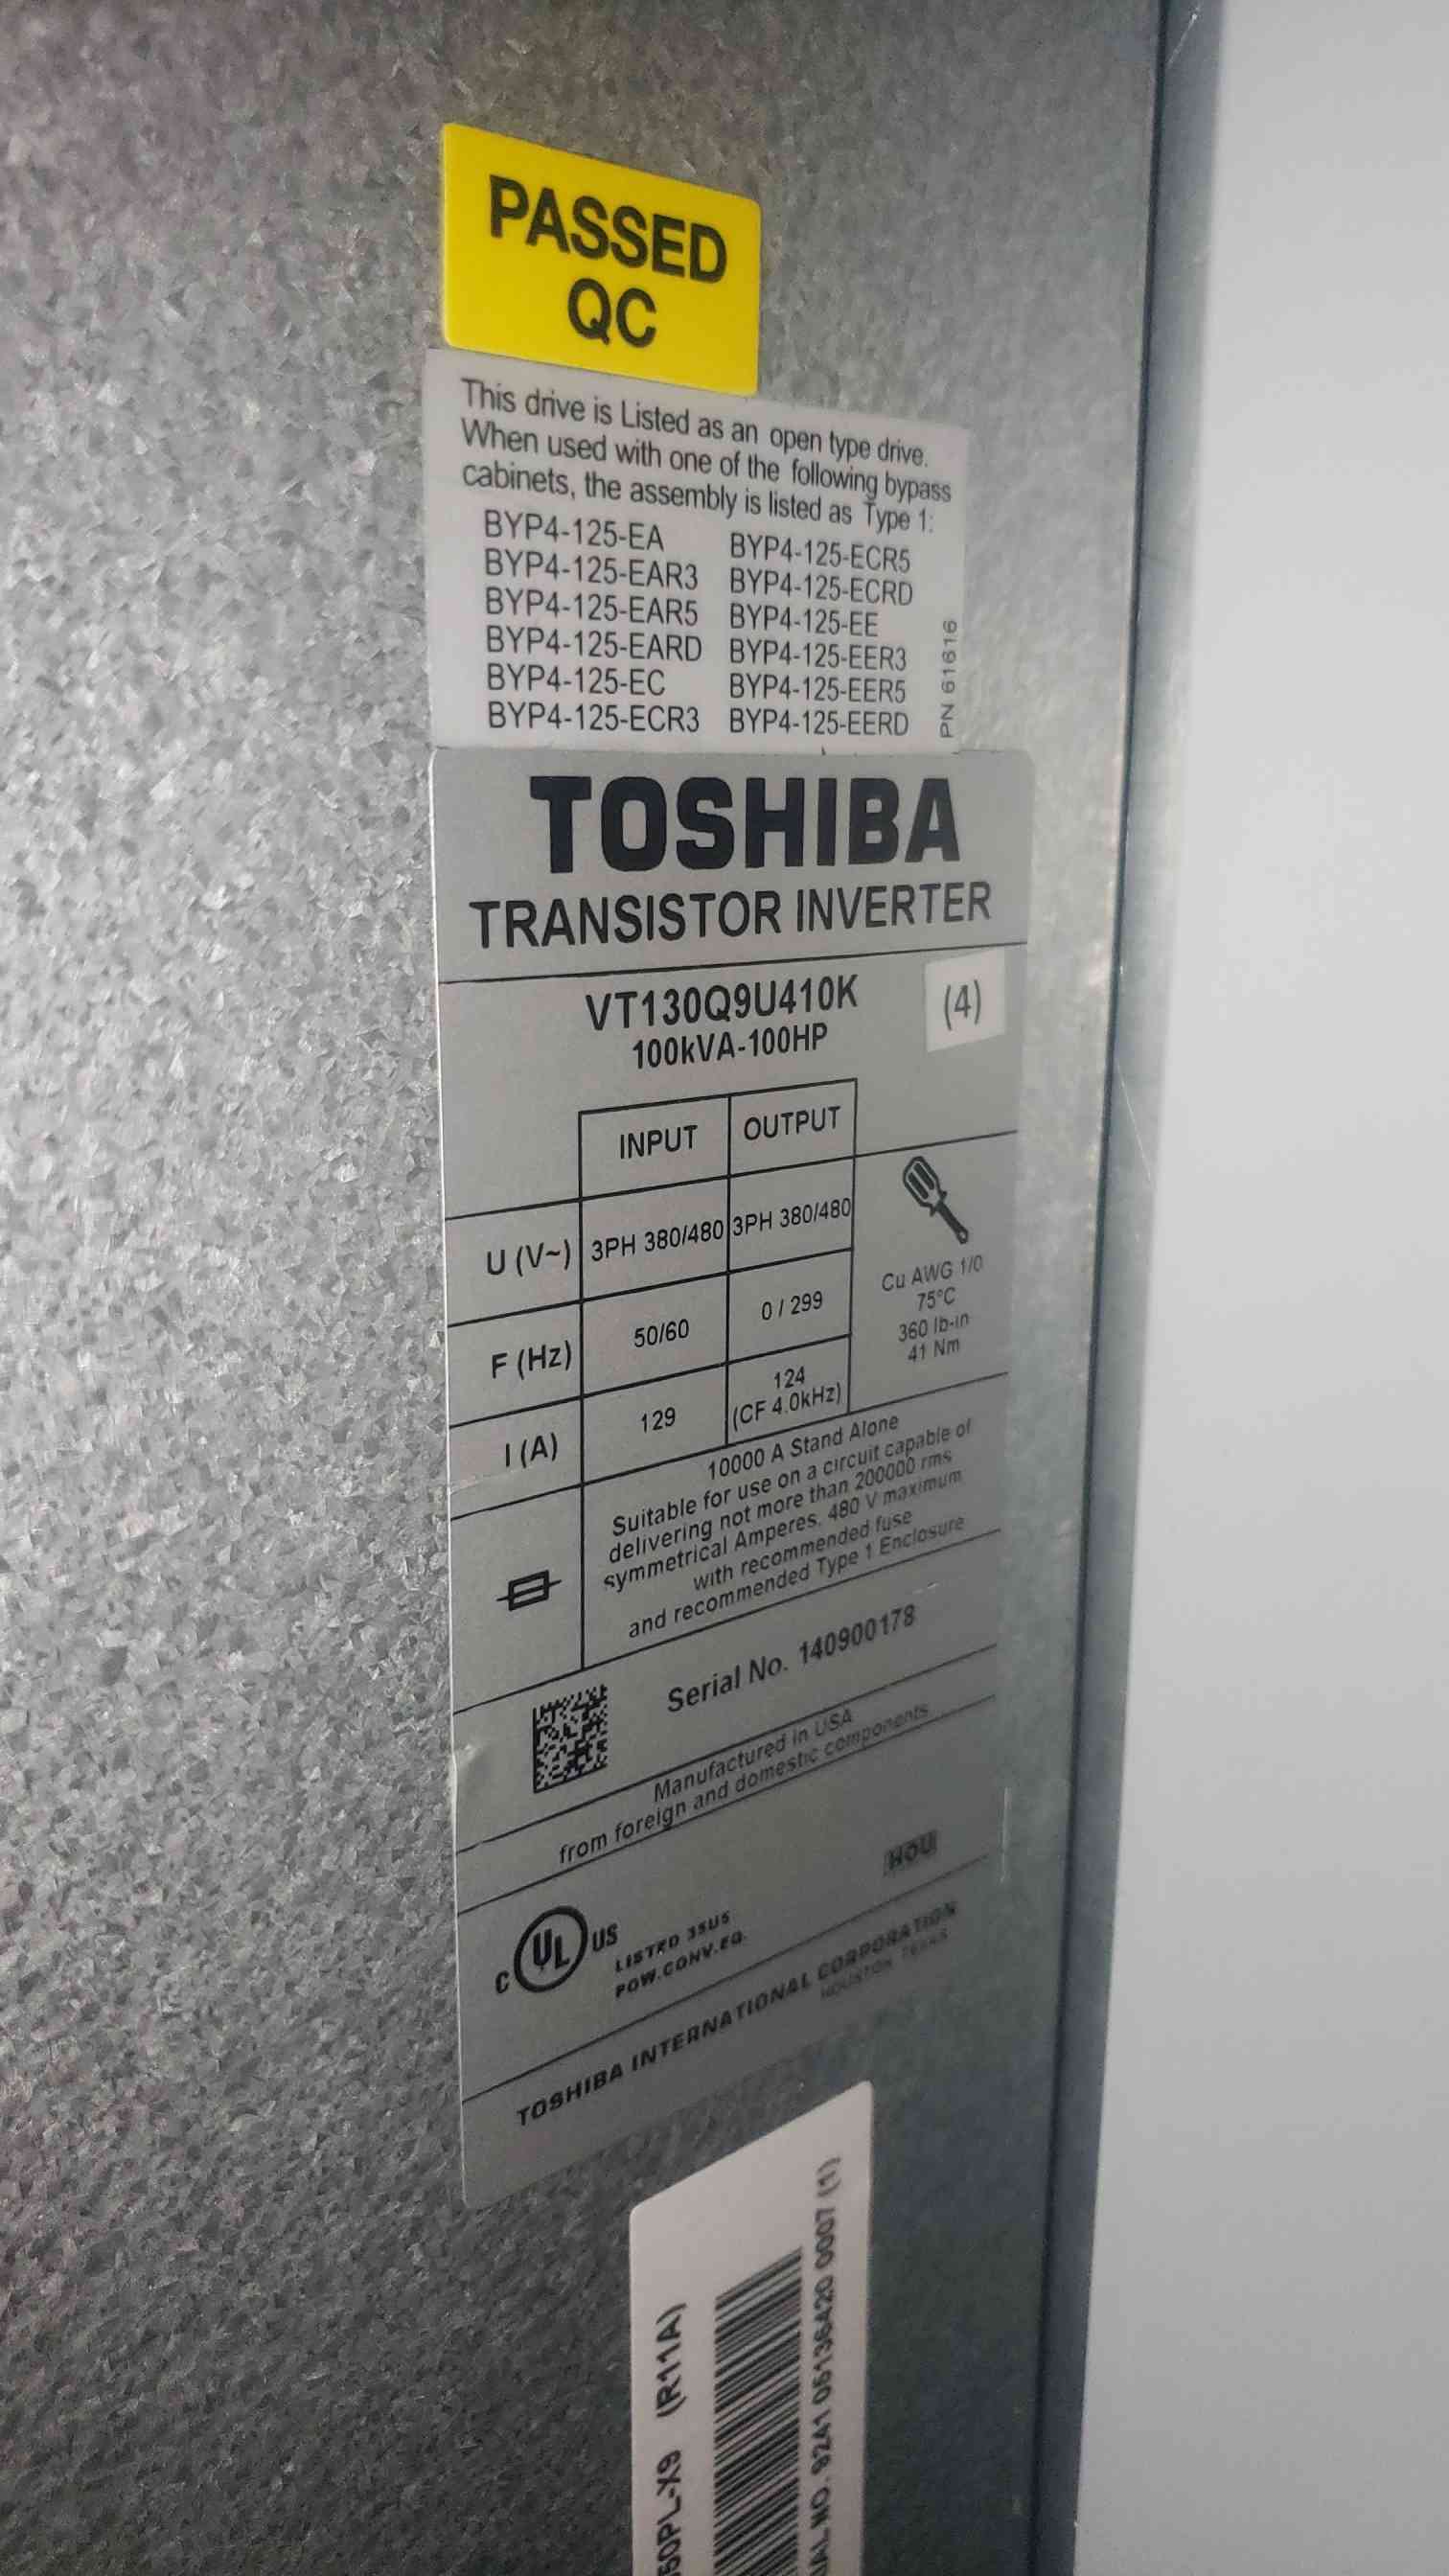 PASSED
QC
This drive is Listed as an open type drive.
When used with one of the following bypass
cabinets, the assembly is listed as Type 1:
BYP4-125-EA BYP4-125-ECR5
BYP4-125-EAR3 BYP4-125-ECRD
BYP4-125-EAR5 BYP4-125-EE
BYP4-125-EARD BYP4-125-EER3
BYP4-125-EC BYP4-125-EER5
BYP4-125-ECR3 BYP4-125-EERD
PN 61616
TOSHIBA
TRANSISTOR INVERTER
VT130Q9U410K (4)
100kVA-100HP
INPUT OUTPUT
U (V~) 3PH 380/480 3PH 380/480
F (Hz) 50/60 0 / 299
I (A) 129 124
(CF 4.0kHz)
Cu AWG 1/0
75°C
360 lb-in
41 Nm
10000 A Stand Alone
Suitable for use on a circuit capable of
delivering not more than 200000 rms
symmetrical Amperes, 480 V maximum
with recommended fuse
and recommended Type 1 Enclosure
Serial No. 140900178
Manufactured in USA
from foreign and domestic components
HOU
C UL US
LISTED 35US
POW.CONV.EQ.
TOSHIBA INTERNATIONAL CORPORATION
HOUSTON, TEXAS
50PL-X9 (R11A)
NO. 9241 05136420 0007 (1)